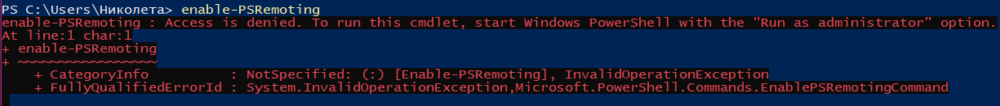 PS C:\Users\Николета> enable-PSRemoting
enable-PSRemoting : Access is denied. To run this cmdlet, start Windows PowerShell with the "Run as administrator" option.
At line:1 char:1
+ enable-PSRemoting
+ ~~~~~~~~~~~~~~~~~
    + CategoryInfo          : NotSpecified: (:) [Enable-PSRemoting], InvalidOperationException
    + FullyQualifiedErrorId : System.InvalidOperationException,Microsoft.PowerShell.Commands.EnablePSRemotingCommand